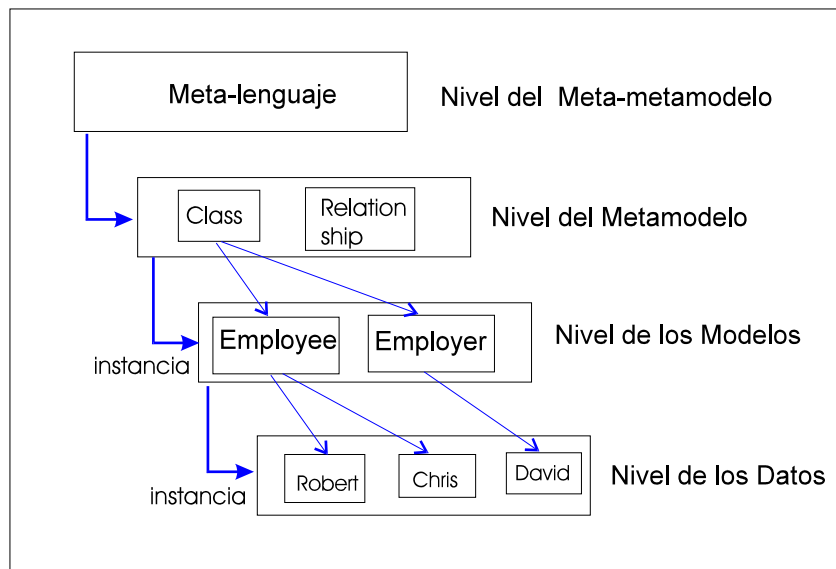 Meta-lenguaje
Nivel del Meta-metamodelo
Class
Relation
ship
Nivel del Metamodelo
Employee
Employer
Nivel de los Modelos
instancia
Robert
Chris
David
Nivel de los Datos
instancia